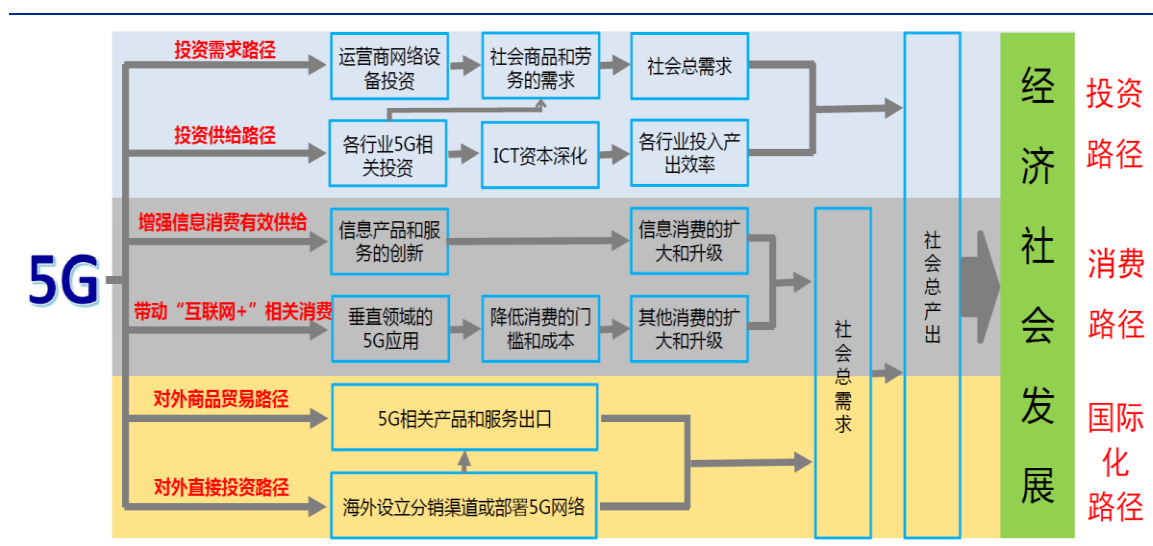 投资需求路径
运营商网络设
备投资
社会商品和劳
务的需求
社会总需求
投资供给路径
各行业5G相
关投资
ICT资本深化
各行业投入产
出效率
增强信息消费有效供给
信息产品和服
务的创新
信息消费的扩
大和升级
5G
带动“互联网+”相关消费
垂直领域的
5G应用
降低消费的门
槛和成本
其他消费的扩
大和升级
对外商品贸易路径
5G相关产品和服务出口
对外直接投资路径
海外设立分销渠道或部署5G网络
社会总需求
社会总产出
经济社会发展
投资
路径
消费
路径
国际
化
路径